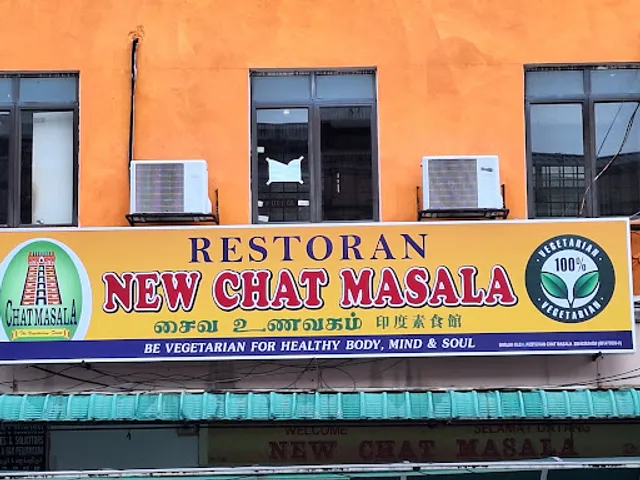 RESTORAN
NEW CHAT MASALA
சைவ உணவகம் 印度素食館
BE VEGETARIAN FOR HEALTHY BODY, MIND & SOUL
CHAT MASALA
VEGETARIAN
100%
VEGETARIAN
WELCOME
SELAMAT DATANG
NEW CHAT MASALA